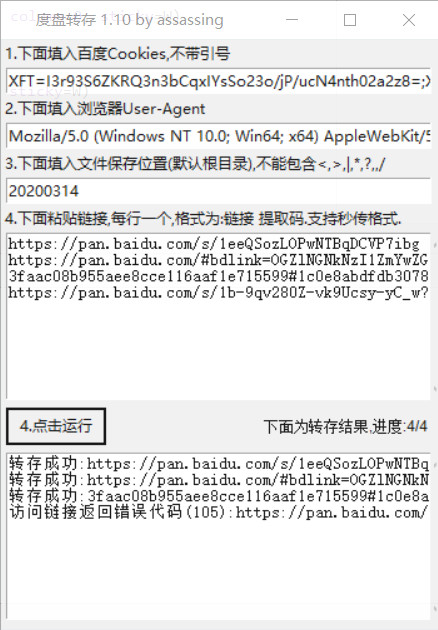 度盘转存 1.10 by assassing
1.下面填入百度Cookies,不带引号
XFT=I3r93S6ZKRQ3n3bCqxIYsSo23o/jP/ucN4nth02a2z8=;X
2.下面填入浏览器User-Agent
Mozilla/5.0 (Windows NT 10.0; Win64; x64) AppleWebKit/5
3.下面填入文件保存位置(默认根目录),不能包含<,>,|,*,?,,/
20200314
4.下面粘贴链接,每行一个,格式为:链接 提取码.支持秒传格式.
https://pan.baidu.com/s/1eeQSozLOPwNTBqDCVP7ibg
https://pan.baidu.com/#bdlink=OGZlNGNkNzI1ZmYwZG
3faac08b955aee8cce116aaf1e715599#1c0e8abdfdb3078
https://pan.baidu.com/s/1b-9qv280Z-vk9Ucsy-yC_w?
4.点击运行
下面为转存结果,进度:4/4
转存成功:https://pan.baidu.com/s/1eeQSozLOPwNTBq
转存成功:https://pan.baidu.com/#bdlink=OGZlNGNkN
转存成功:3faac08b955aee8cce116aaf1e715599#1c0e8a
访问链接返回错误代码(105):https://pan.baidu.com/